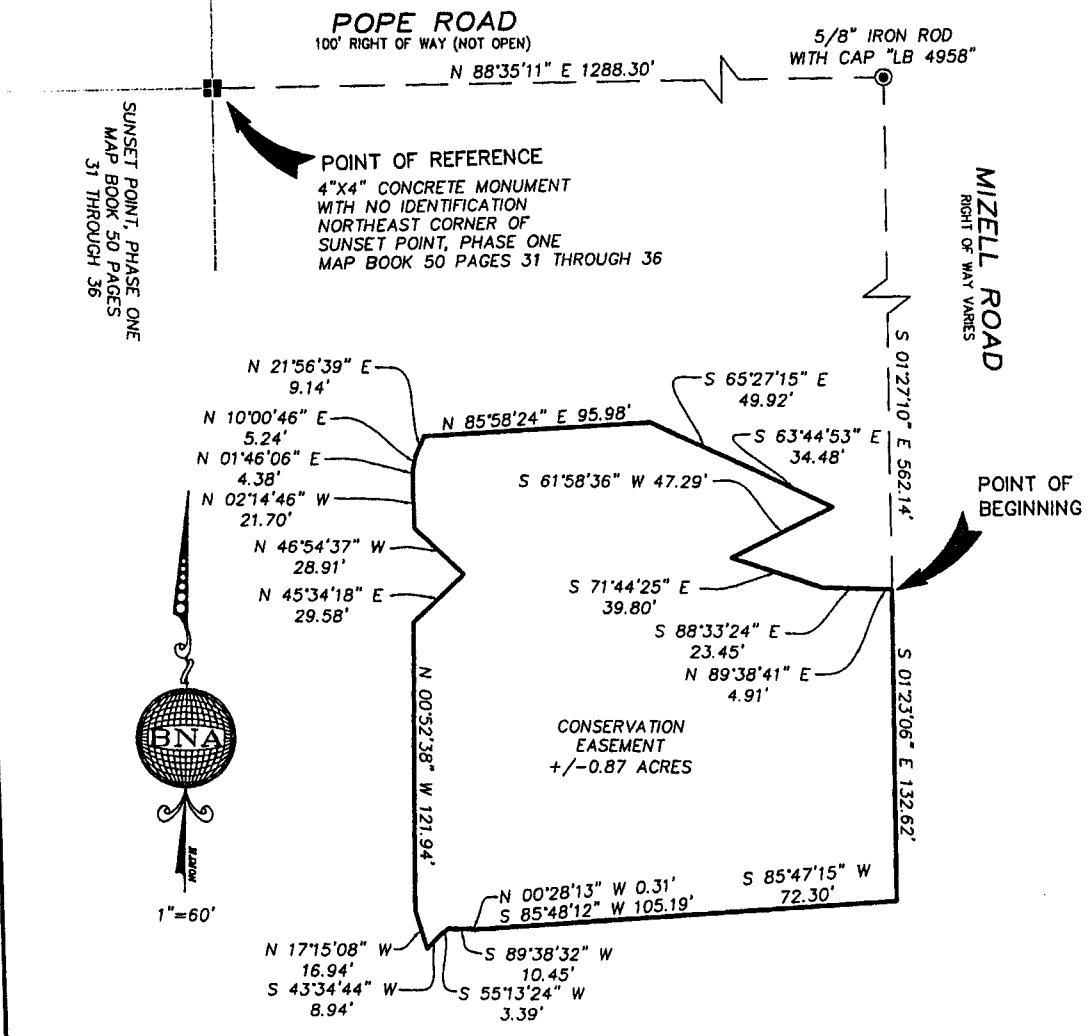 POPE ROAD
100' RIGHT OF WAY (NOT OPEN)
N 88°35'11" E 1288.30'
5/8" IRON ROD
WITH CAP "LB 4958"
SUNSET POINT, PHASE ONE
MAP BOOK 50 PAGES
31 THROUGH 36
POINT OF REFERENCE
4"X4" CONCRETE MONUMENT
WITH NO IDENTIFICATION
NORTHEAST CORNER OF
SUNSET POINT, PHASE ONE
MAP BOOK 50 PAGES 31 THROUGH 36
MIZELL ROAD
RIGHT OF WAY VARIES
S 01°27'10" E 562.14'
N 21°56'39" E
9.14'
N 10°00'46" E
5.24'
N 01°46'06" E
4.38'
N 02°14'46" W
21.70'
N 46°54'37" W
28.91'
N 45°34'18" E
29.58'
N 85°58'24" E 95.98'
S 65°27'15" E
49.92'
S 63°44'53" E
34.48'
S 61°58'36" W 47.29'
POINT OF
BEGINNING
S 71°44'25" E
39.80'
S 88°33'24" E
23.45'
N 89°38'41" E
4.91'
N 00°52'38" W 121.94'
CONSERVATION
EASEMENT
+/-0.87 ACRES
S 01°23'06" E 132.62'
BNA
NORTH
1"=60'
S 85°47'15" W
72.30'
N 00°28'13" W 0.31'
S 85°48'12" W 105.19'
N 17°15'08" W
16.94'
S 43°34'44" W
8.94'
S 89°38'32" W
10.45'
S 55°13'24" W
3.39'